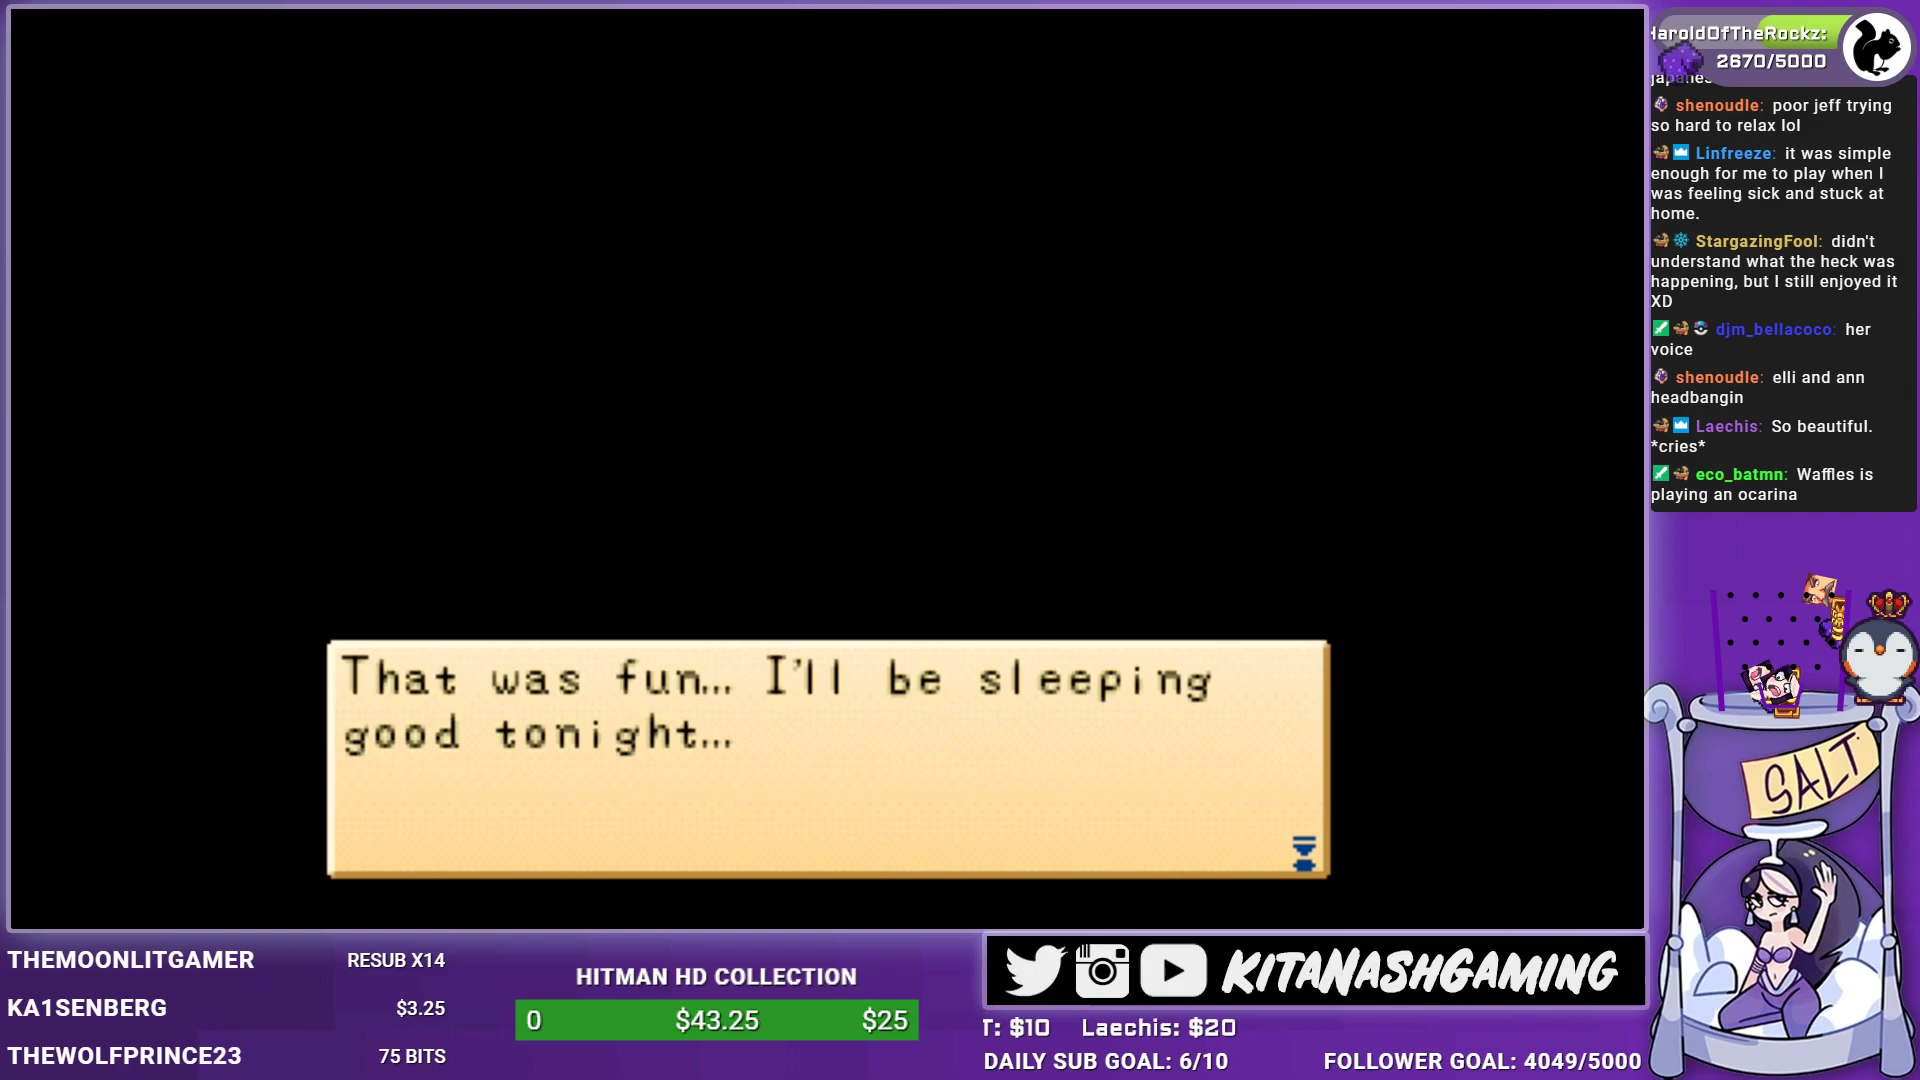 That was fun... I'll be sleeping
good tonight...
HaroldOfTheRockz:
2670/5000
shenoudle: poor jeff trying
so hard to relax lol
Linfreeze: it was simple
enough for me to play when I
was feeling sick and stuck at
home.
StargazingFool: didn't
understand what the heck was
happening, but I still enjoyed it
XD
djm_bellacoco: her
voice
shenoudle: elli and ann
headbangin
Laechis: So beautiful.
*cries*
eco_batmn: Waffles is
playing an ocarina
SALT
THEMOONLITGAMER RESUB X14
KA1SENBERG $3.25
THEWOLFPRINCE23 75 BITS
HITMAN HD COLLECTION
0 $43.25 $25
KITANASHGAMING
T: $10 Laechis: $20
DAILY SUB GOAL: 6/10 FOLLOWER GOAL: 4049/5000